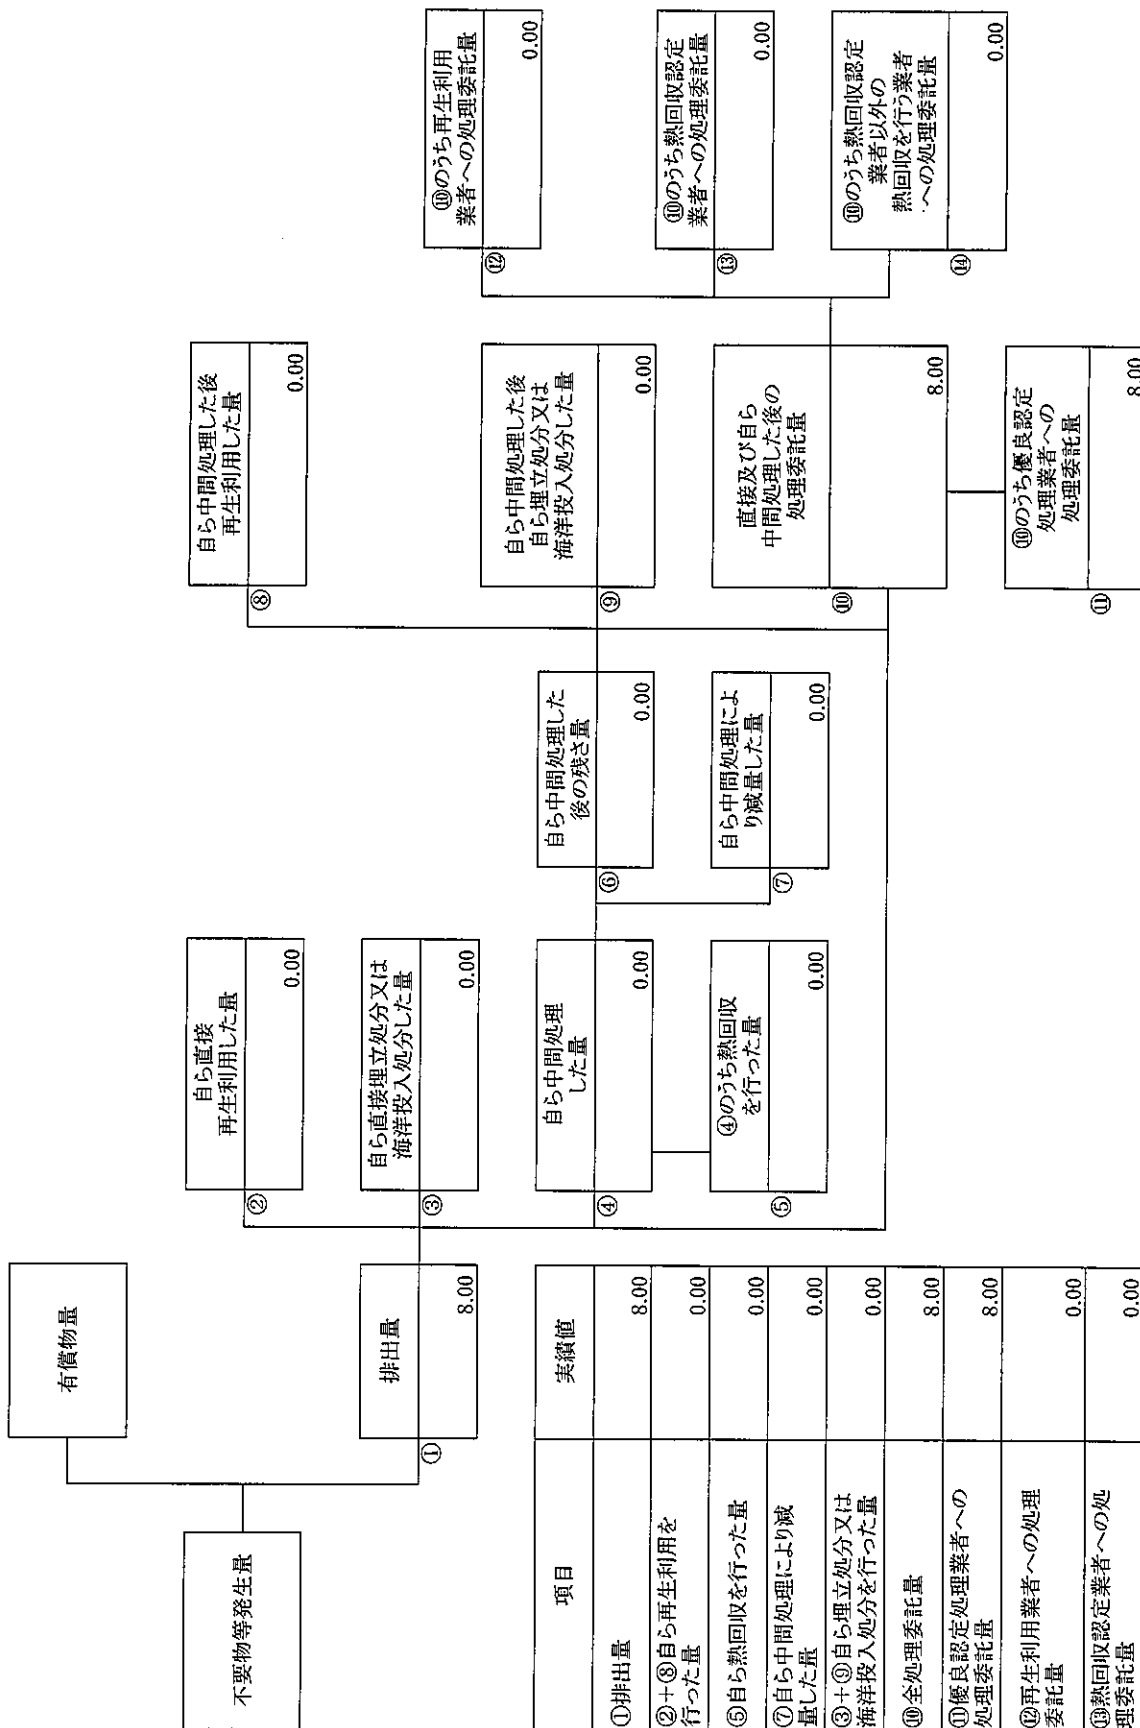 不要物等発生量
有償物量
①
排出量
8.00
②
自ら直接
再生利用した量
0.00
③
自ら直接埋立処分又は
海洋投入処分した量
0.00
④
自ら中間処理
した量
0.00
⑤
④のうち熱回収
を行った量
0.00
⑥
自ら中間処理した
後の残さ量
0.00
⑦
自ら中間処理によ
り減量した量
0.00
⑧
自ら中間処理した後
再生利用した量
0.00
⑨
自ら中間処理した後
自ら埋立処分又は
海洋投入処分した量
0.00
⑩
直接及び自ら
中間処理した後の
処理委託量
8.00
⑪
⑩のうち優良認定
処理業者への
処理委託量
8.00
⑫
⑩のうち再生利用
業者への処理委託量
0.00
⑬
⑩のうち熱回収認定
業者への処理委託量
0.00
⑭
⑩のうち熱回収認定
業者以外の
熱回収を行う業者
への処理委託量
0.00
項目 実績値
①排出量 8.00
②+⑧自ら再生利用を
行った量 0.00
⑤自ら熱回収を行った量 0.00
⑦自ら中間処理により減
量した量 0.00
③+⑨自ら埋立処分又は
海洋投入処分を行った量 0.00
⑩全処理委託量 8.00
⑪優良認定処理業者への
処理委託量 8.00
⑫再生利用業者への処理
委託量 0.00
⑬熱回収認定業者への処
理委託量 0.00